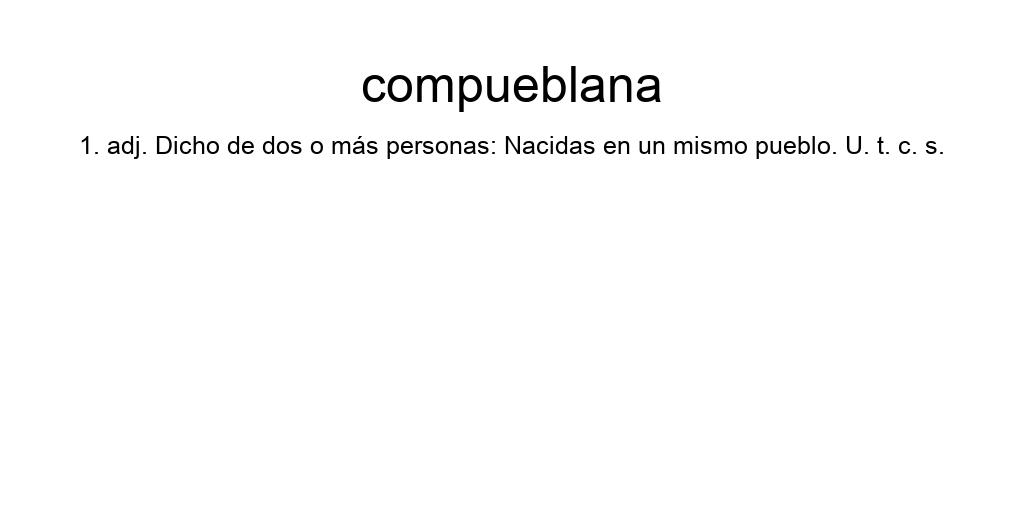 compueblana
1. adj. Dicho de dos o más personas: Nacidas en un mismo pueblo. U. t. c. s.